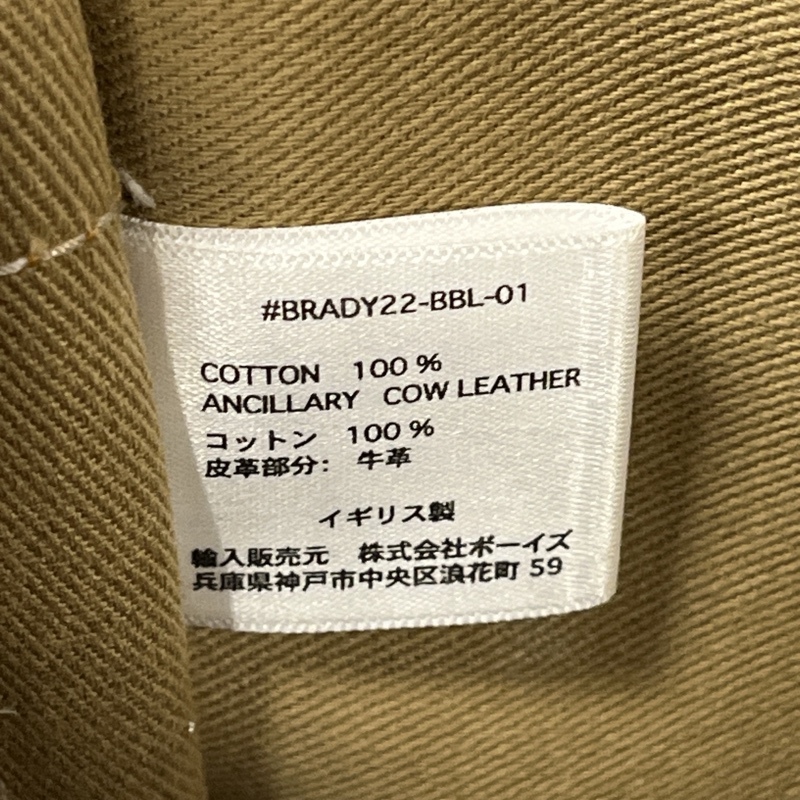 #BRADY22-BBL-01
COTTON 100 %
ANCILLARY COW LEATHER
コットン 100 %
皮革部分: 牛革
イギリス製
輸入販売元 株式会社ボーイズ
兵庫県神戸市中央区浪花町 59